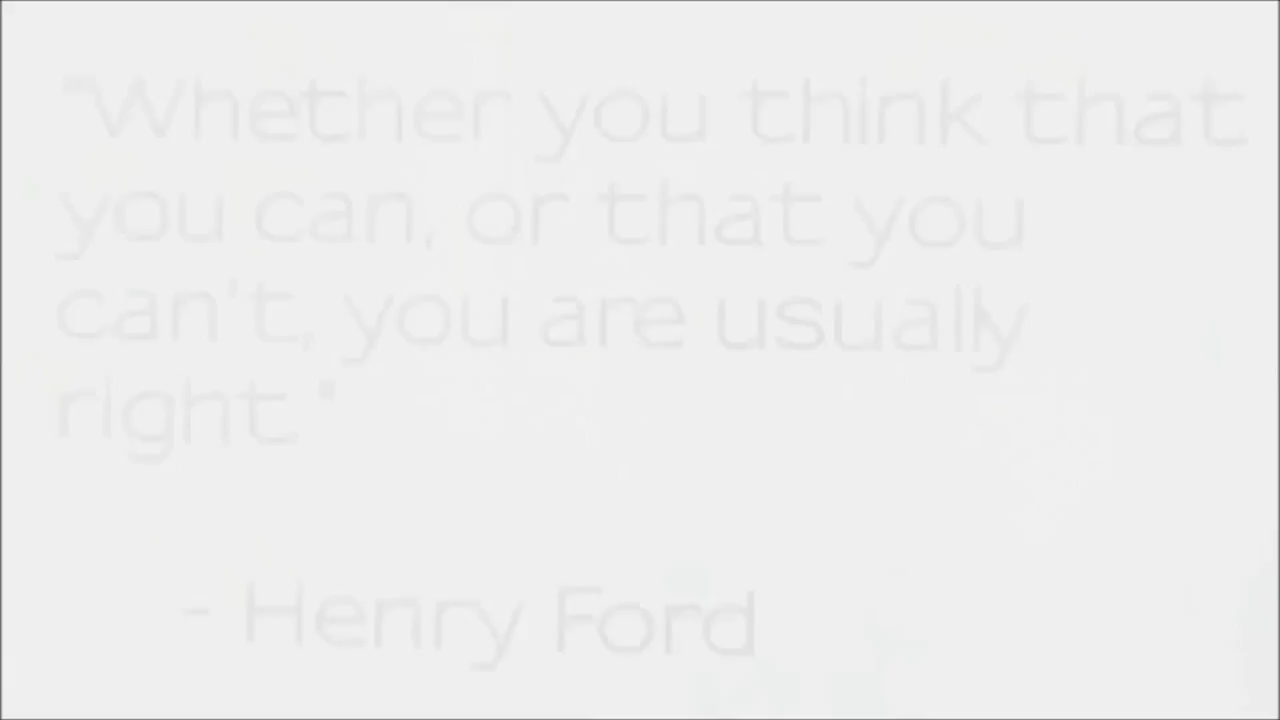 "Whether you think that
you can, or that you
can't, you are usually
right."
- Henry Ford